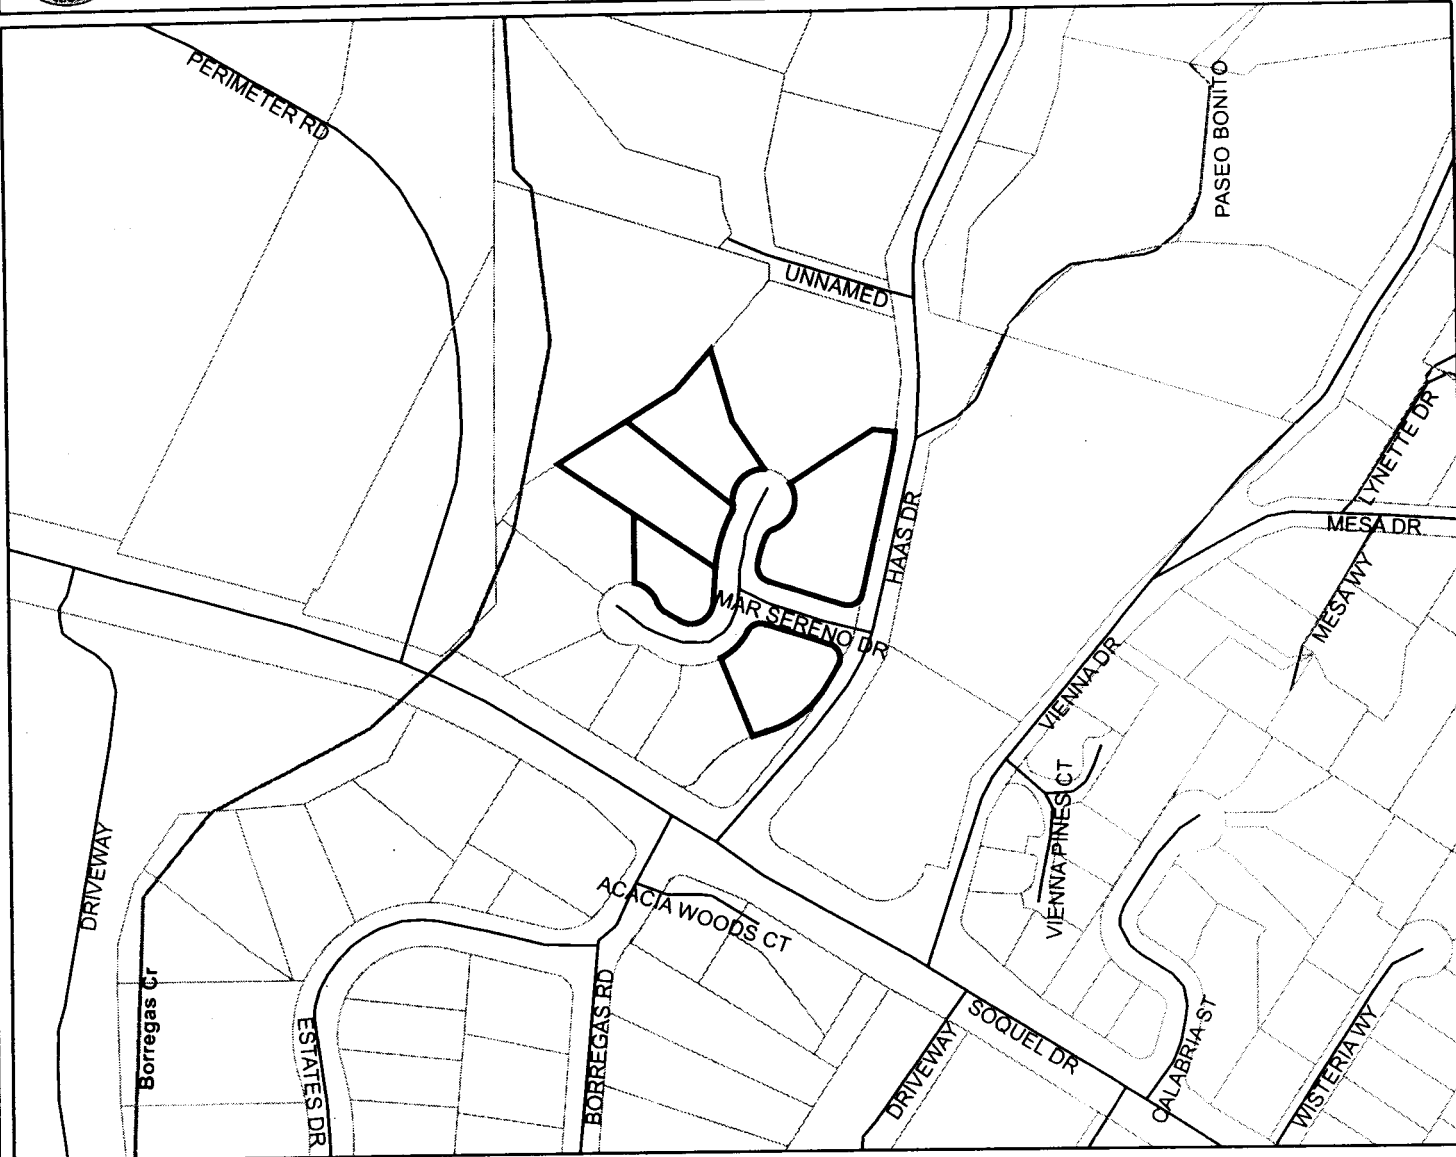 PERIMETER RD
PASEO BONITO
UNNAMED
LYNETTE DR
HAAS DR
MESA DR
MESA WY
MAR SERENO DR
VIENNA DR
VIENNA PINES CT
DRIVEWAY
ACACIA WOODS CT
Borregas Cr
ESTATES DR
BORREGAS RD
DRIVEWAY
SOQUEL DR
CALABRIA ST
WISTERIA WY